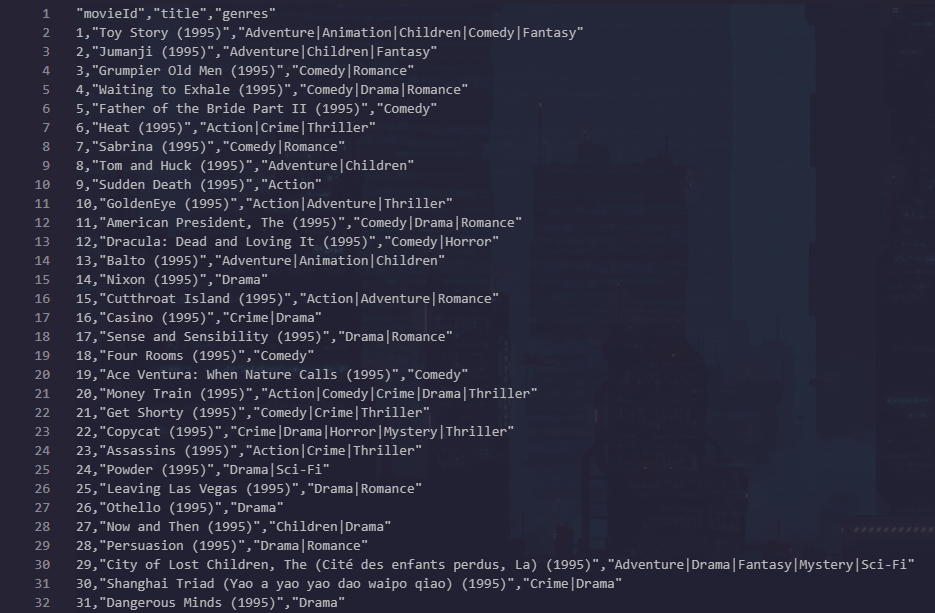 1 "movieId","title","genres"
2 1,"Toy Story (1995)","Adventure|Animation|Children|Comedy|Fantasy"
3 2,"Jumanji (1995)","Adventure|Children|Fantasy"
4 3,"Grumpier Old Men (1995)","Comedy|Romance"
5 4,"Waiting to Exhale (1995)","Comedy|Drama|Romance"
6 5,"Father of the Bride Part II (1995)","Comedy"
7 6,"Heat (1995)","Action|Crime|Thriller"
8 7,"Sabrina (1995)","Comedy|Romance"
9 8,"Tom and Huck (1995)","Adventure|Children"
10 9,"Sudden Death (1995)","Action"
11 10,"GoldenEye (1995)","Action|Adventure|Thriller"
12 11,"American President, The (1995)","Comedy|Drama|Romance"
13 12,"Dracula: Dead and Loving It (1995)","Comedy|Horror"
14 13,"Balto (1995)","Adventure|Animation|Children"
15 14,"Nixon (1995)","Drama"
16 15,"Cutthroat Island (1995)","Action|Adventure|Romance"
17 16,"Casino (1995)","Crime|Drama"
18 17,"Sense and Sensibility (1995)","Drama|Romance"
19 18,"Four Rooms (1995)","Comedy"
20 19,"Ace Ventura: When Nature Calls (1995)","Comedy"
21 20,"Money Train (1995)","Action|Comedy|Crime|Drama|Thriller"
22 21,"Get Shorty (1995)","Comedy|Crime|Thriller"
23 22,"Copycat (1995)","Crime|Drama|Horror|Mystery|Thriller"
24 23,"Assassins (1995)","Action|Crime|Thriller"
25 24,"Powder (1995)","Drama|Sci-Fi"
26 25,"Leaving Las Vegas (1995)","Drama|Romance"
27 26,"Othello (1995)","Drama"
28 27,"Now and Then (1995)","Children|Drama"
29 28,"Persuasion (1995)","Drama|Romance"
30 29,"City of Lost Children, The (Cité des enfants perdus, La) (1995)","Adventure|Drama|Fantasy|Mystery|Sci-Fi"
31 30,"Shanghai Triad (Yao a yao yao dao waipo qiao) (1995)","Crime|Drama"
32 31,"Dangerous Minds (1995)","Drama"